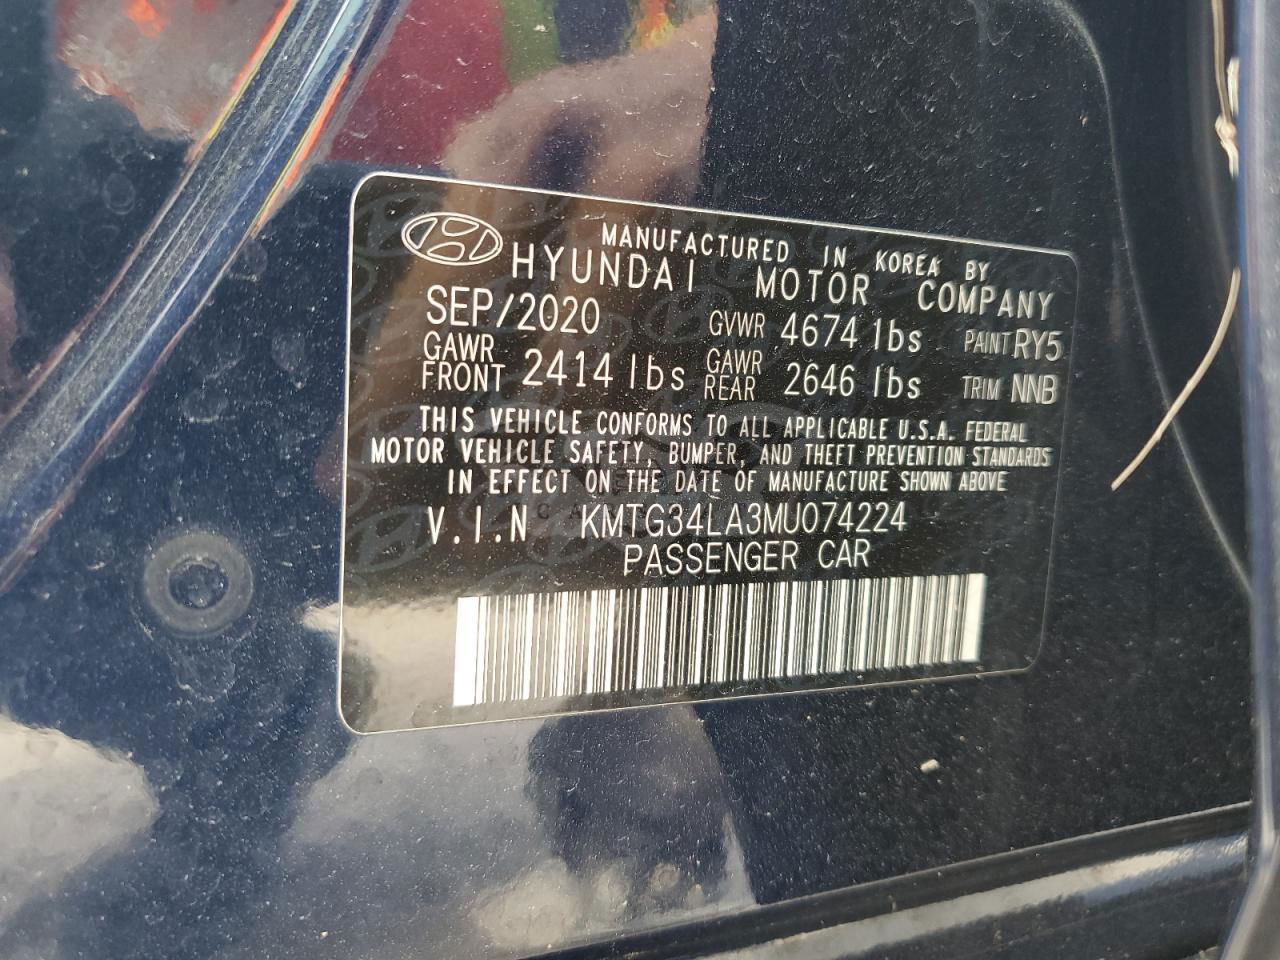 MANUFACTURED IN KOREA BY
HYUNDAI MOTOR COMPANY
SEP/2020 GVWR 4674 lbs PAINT RY5
GAWR FRONT 2414 lbs GAWR REAR 2646 lbs TRIM NNB
THIS VEHICLE CONFORMS TO ALL APPLICABLE U.S.A. FEDERAL
MOTOR VEHICLE SAFETY, BUMPER, AND THEFT PREVENTION STANDARDS
IN EFFECT ON THE DATE OF MANUFACTURE SHOWN ABOVE
V.I.N KMTG34LA3MU074224
PASSENGER CAR